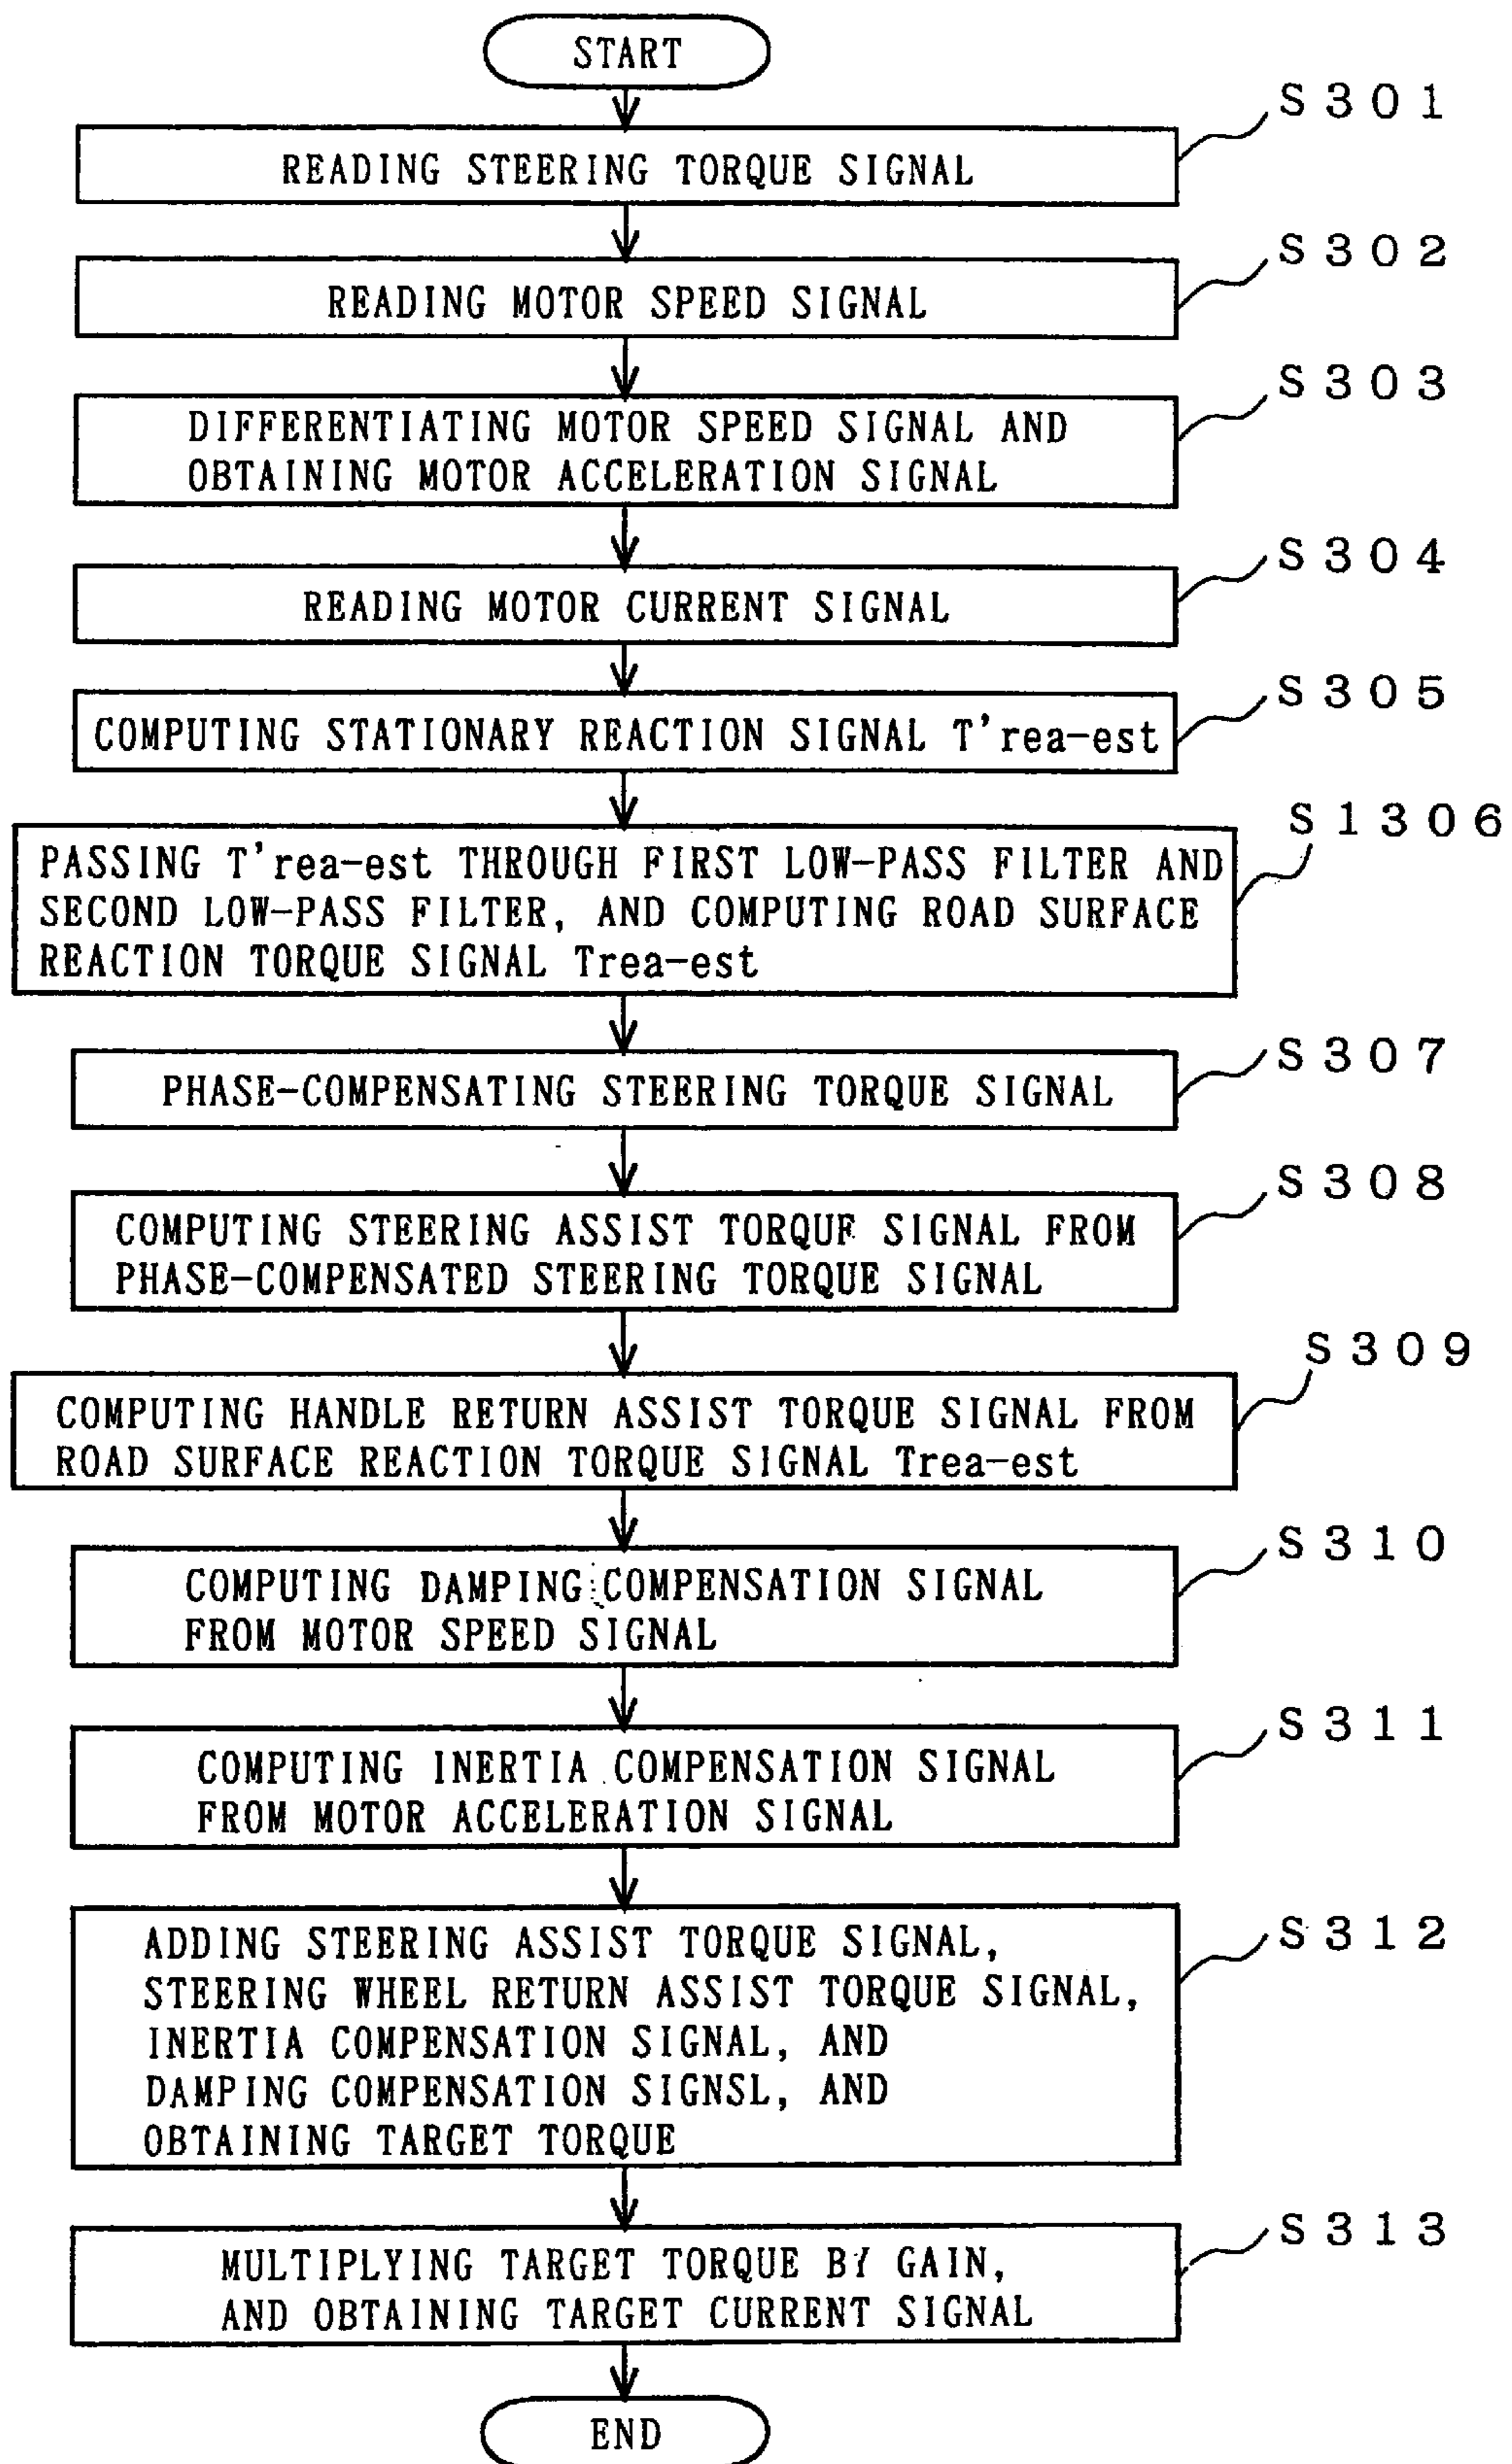 START
S301
READING STEERING TORQUE SIGNAL
S302
READING MOTOR SPEED SIGNAL
S303
DIFFERENTIATING MOTOR SPEED SIGNAL AND
OBTAINING MOTOR ACCELERATION SIGNAL
S304
READING MOTOR CURRENT SIGNAL
S305
COMPUTING STATIONARY REACTION SIGNAL T'rea-est
S1306
PASSING T'rea-est THROUGH FIRST LOW-PASS FILTER AND
SECOND LOW-PASS FILTER, AND COMPUTING ROAD SURFACE
REACTION TORQUE SIGNAL Trea-est
S307
PHASE-COMPENSATING STEERING TORQUE SIGNAL
S308
COMPUTING STEERING ASSIST TORQUE SIGNAL FROM
PHASE-COMPENSATED STEERING TORQUE SIGNAL
S309
COMPUTING HANDLE RETURN ASSIST TORQUE SIGNAL FROM
ROAD SURFACE REACTION TORQUE SIGNAL Trea-est
S310
COMPUTING DAMPING COMPENSATION SIGNAL
FROM MOTOR SPEED SIGNAL
S311
COMPUTING INERTIA COMPENSATION SIGNAL
FROM MOTOR ACCELERATION SIGNAL
S312
ADDING STEERING ASSIST TORQUE SIGNAL,
STEERING WHEEL RETURN ASSIST TORQUE SIGNAL,
INERTIA COMPENSATION SIGNAL, AND
DAMPING COMPENSATION SIGNSL, AND
OBTAINING TARGET TORQUE
S313
MULTIPLYING TARGET TORQUE BY GAIN,
AND OBTAINING TARGET CURRENT SIGNAL
END